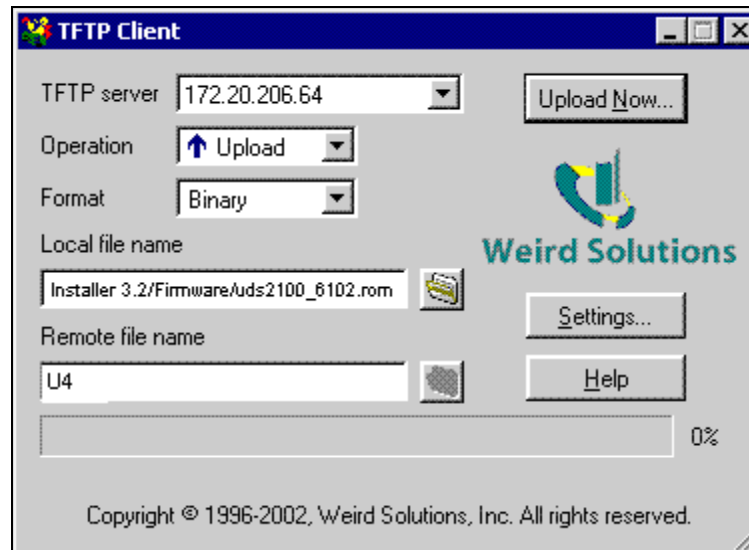 TFTP Client
TFTP server 172.20.206.64 Upload Now...
Operation Upload
Format Binary
Local file name
Weird Solutions
Installer 3.2/Firmware/uds2100_6102.rom
Settings...
Remote file name
U4 Help
0%
Copyright © 1996-2002, Weird Solutions, Inc. All rights reserved.